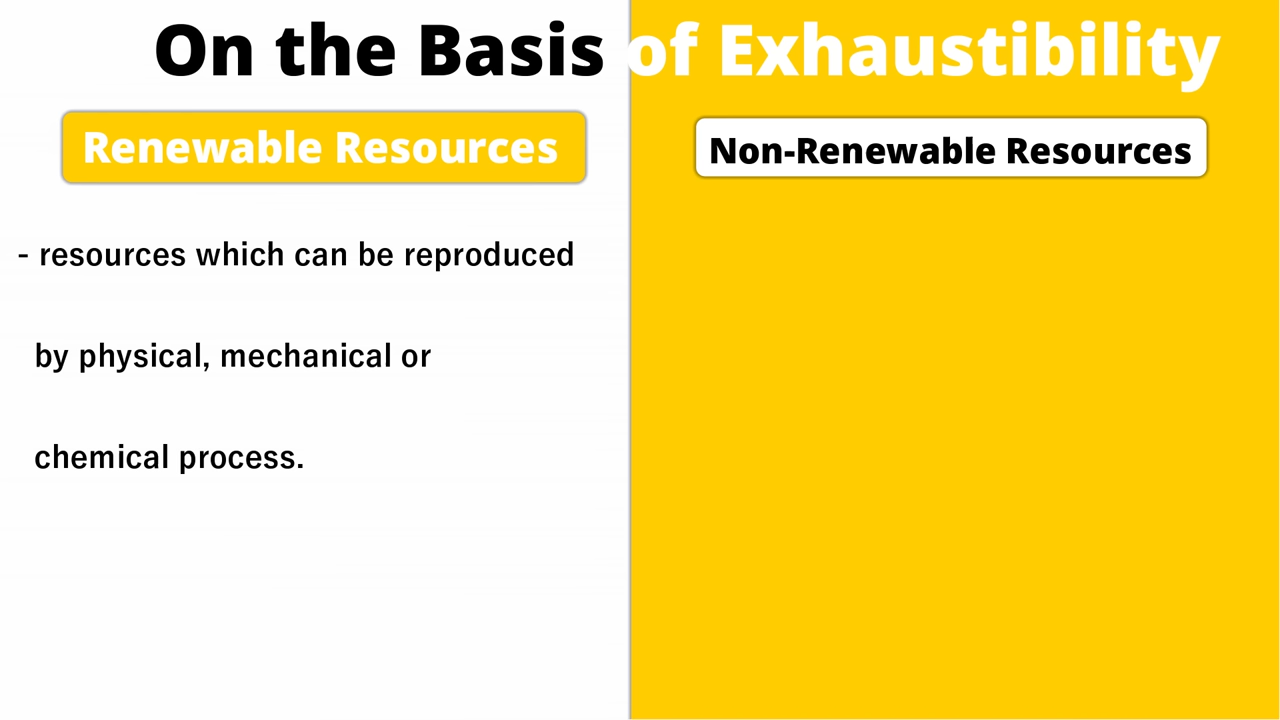 On the Basis of Exhaustibility
Renewable Resources
- resources which can be reproduced
by physical, mechanical or
chemical process.
Non-Renewable Resources